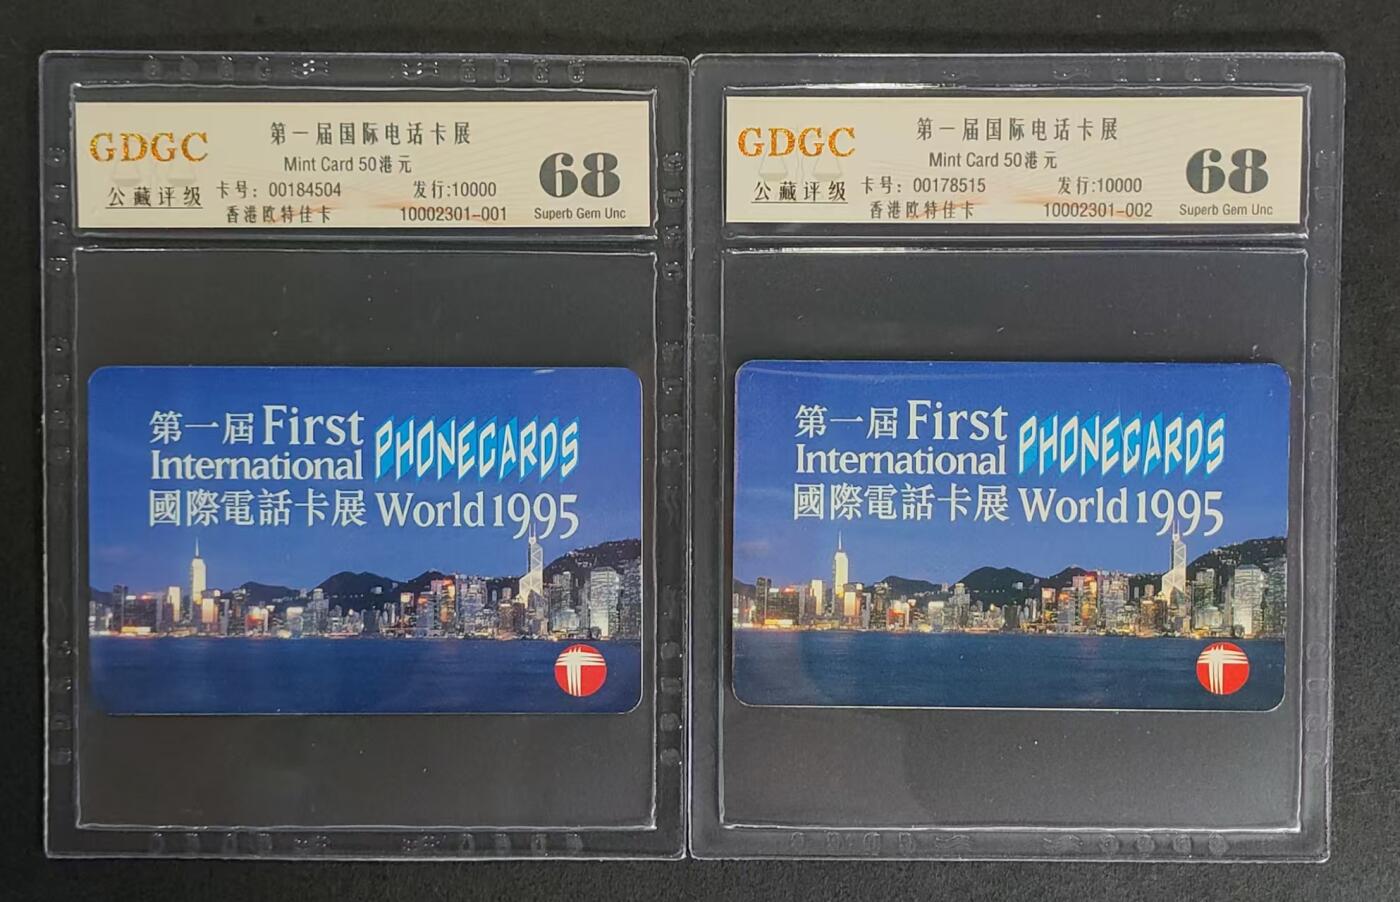 GDGC
公藏评级
第一届国际电话卡展
Mint Card 50港元
卡号：00184504 发行:10000
香港欧特佳卡 10002301-001
68
Superb Gem Unc
第一屆 First
International PHONECARDS
國際電話卡展 World 1995
GDGC
公藏评级
第一届国际电话卡展
Mint Card 50港元
卡号：00178515 发行:10000
香港欧特佳卡 10002301-002
68
Superb Gem Unc
第一屆 First
International PHONECARDS
國際電話卡展 World 1995